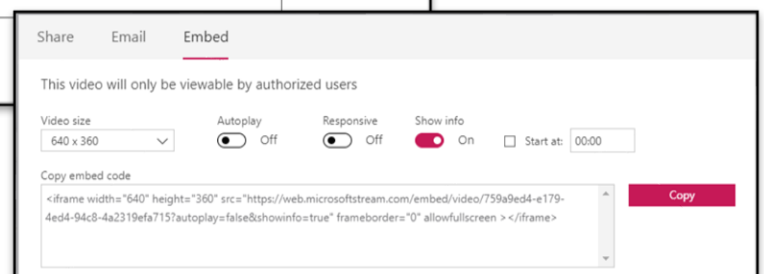 Share Email Embed
This video will only be viewable by authorized users
Video size Autoplay Responsive Show info
640 x 360 Off Off On Start at: 00:00
Copy embed code
<iframe width="640" height="360" src="https://web.microsoftstream.com/embed/video/759a9ed4-e179-
4ed4-94c8-4a2319efa715?autoplay=false&showinfo=true" frameborder="0" allowfullscreen ></iframe>
Copy